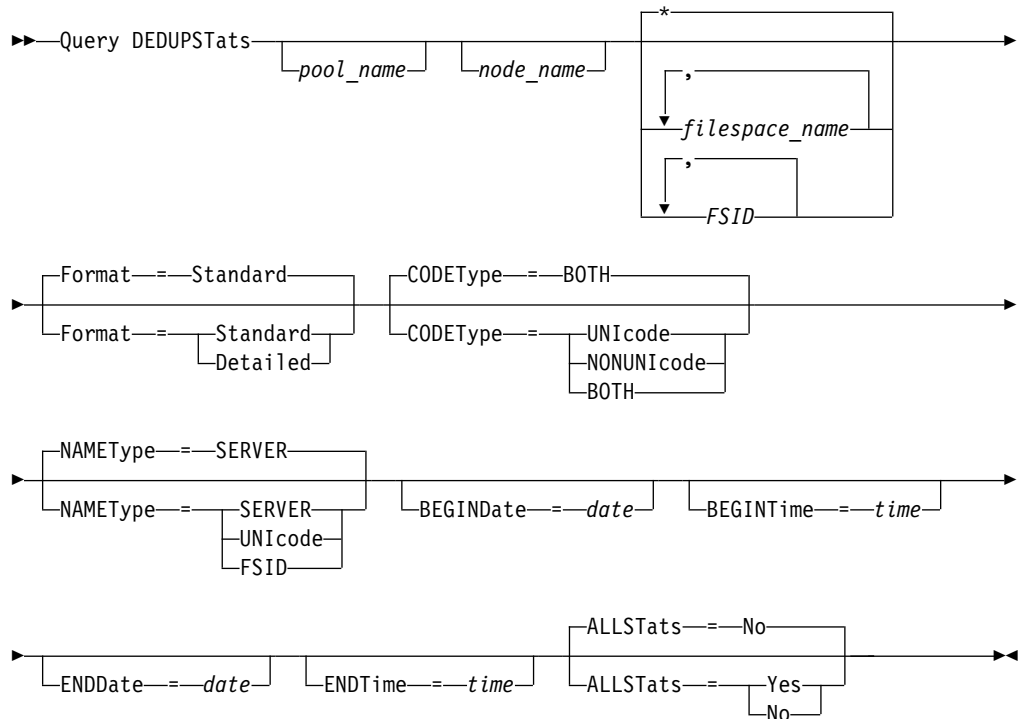 *
Query DEDUPSTats
pool_name node_name ,
filespace_name
,
FSID
Format = Standard CODEType = BOTH
Format = Standard CODEType = UNIcode
Detailed NONUNIcode
BOTH
NAMEType = SERVER
NAMEType = SERVER BEGINDate = date BEGINTime = time
UNIcode
FSID
ALLSTats = No
ENDDate = date ENDTime = time ALLSTats = Yes
No